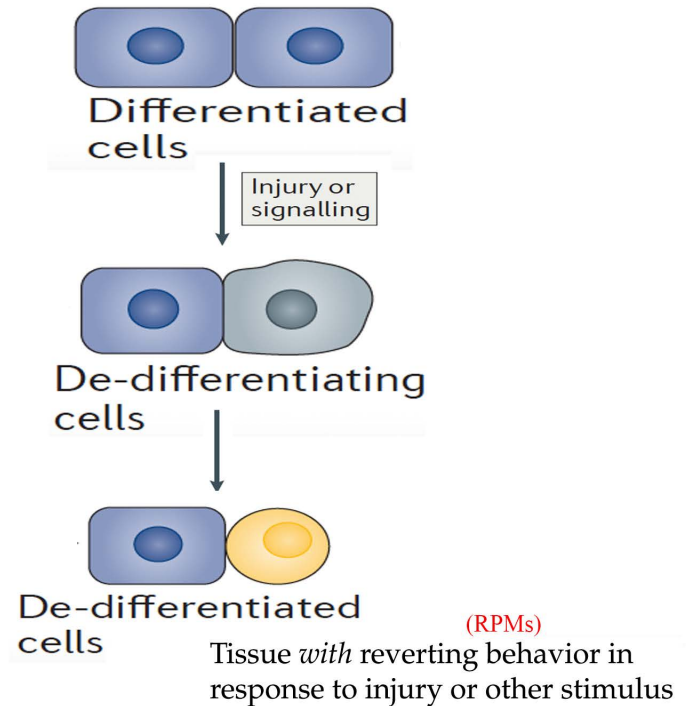 Differentiated
cells
Injury or
signalling
De-differentiating
cells
De-differentiated
cells
(RPMs)
Tissue with reverting behavior in
response to injury or other stimulus